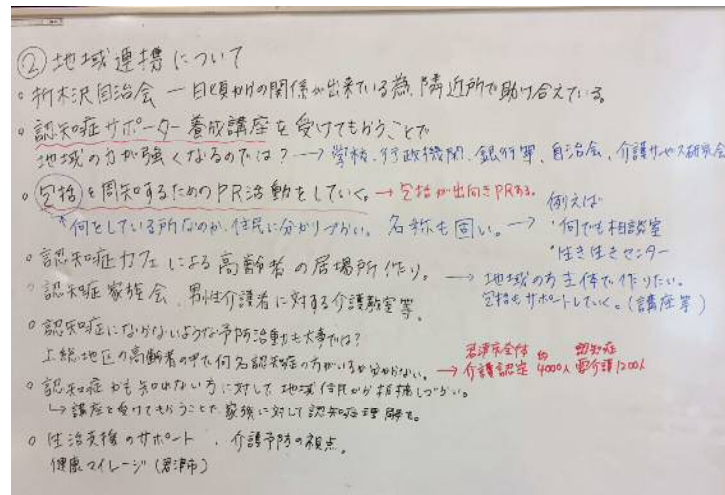 ② 地域連携について
○ 折木沢自治会 ー 日頃からの関係が出来ている為、隣近所で助け合えている。
○ 認知症サポーター養成講座を受けてもらうことで
地域の力が強くなるのでは? → 学校、行政機関、銀行等、自治会、介護サービス研究会
○ 包括を周知するためのPR活動をしていく。→ 包括が出向きPRする。
何をしている所なのか、住民に分かりづらい。名称も固い。→ 例えば
・何でも相談室
・生き生きセンター
○ 認知症カフェによる高齢者の居場所作り。→ 地域の方主体で作りたい。
包括もサポートしていく。(講座等)
○ 認知症家族会、男性介護者に対する介護教室等。
○ 認知症にならないような予防活動も大事では?
上総地区の高齢者の中で何名認知症の方がいるか分からない。→ 君津市全体 約 認知症
介護認定 4000人 要介護1200人
○ 認知症かも知れない方に対して地域住民から指摘しづらい。
↳ 講座を受けてもらうことで、家族に対して認知症理解を。
○ 生活支援のサポート、介護予防の視点。
健康マイレージ(君津市)